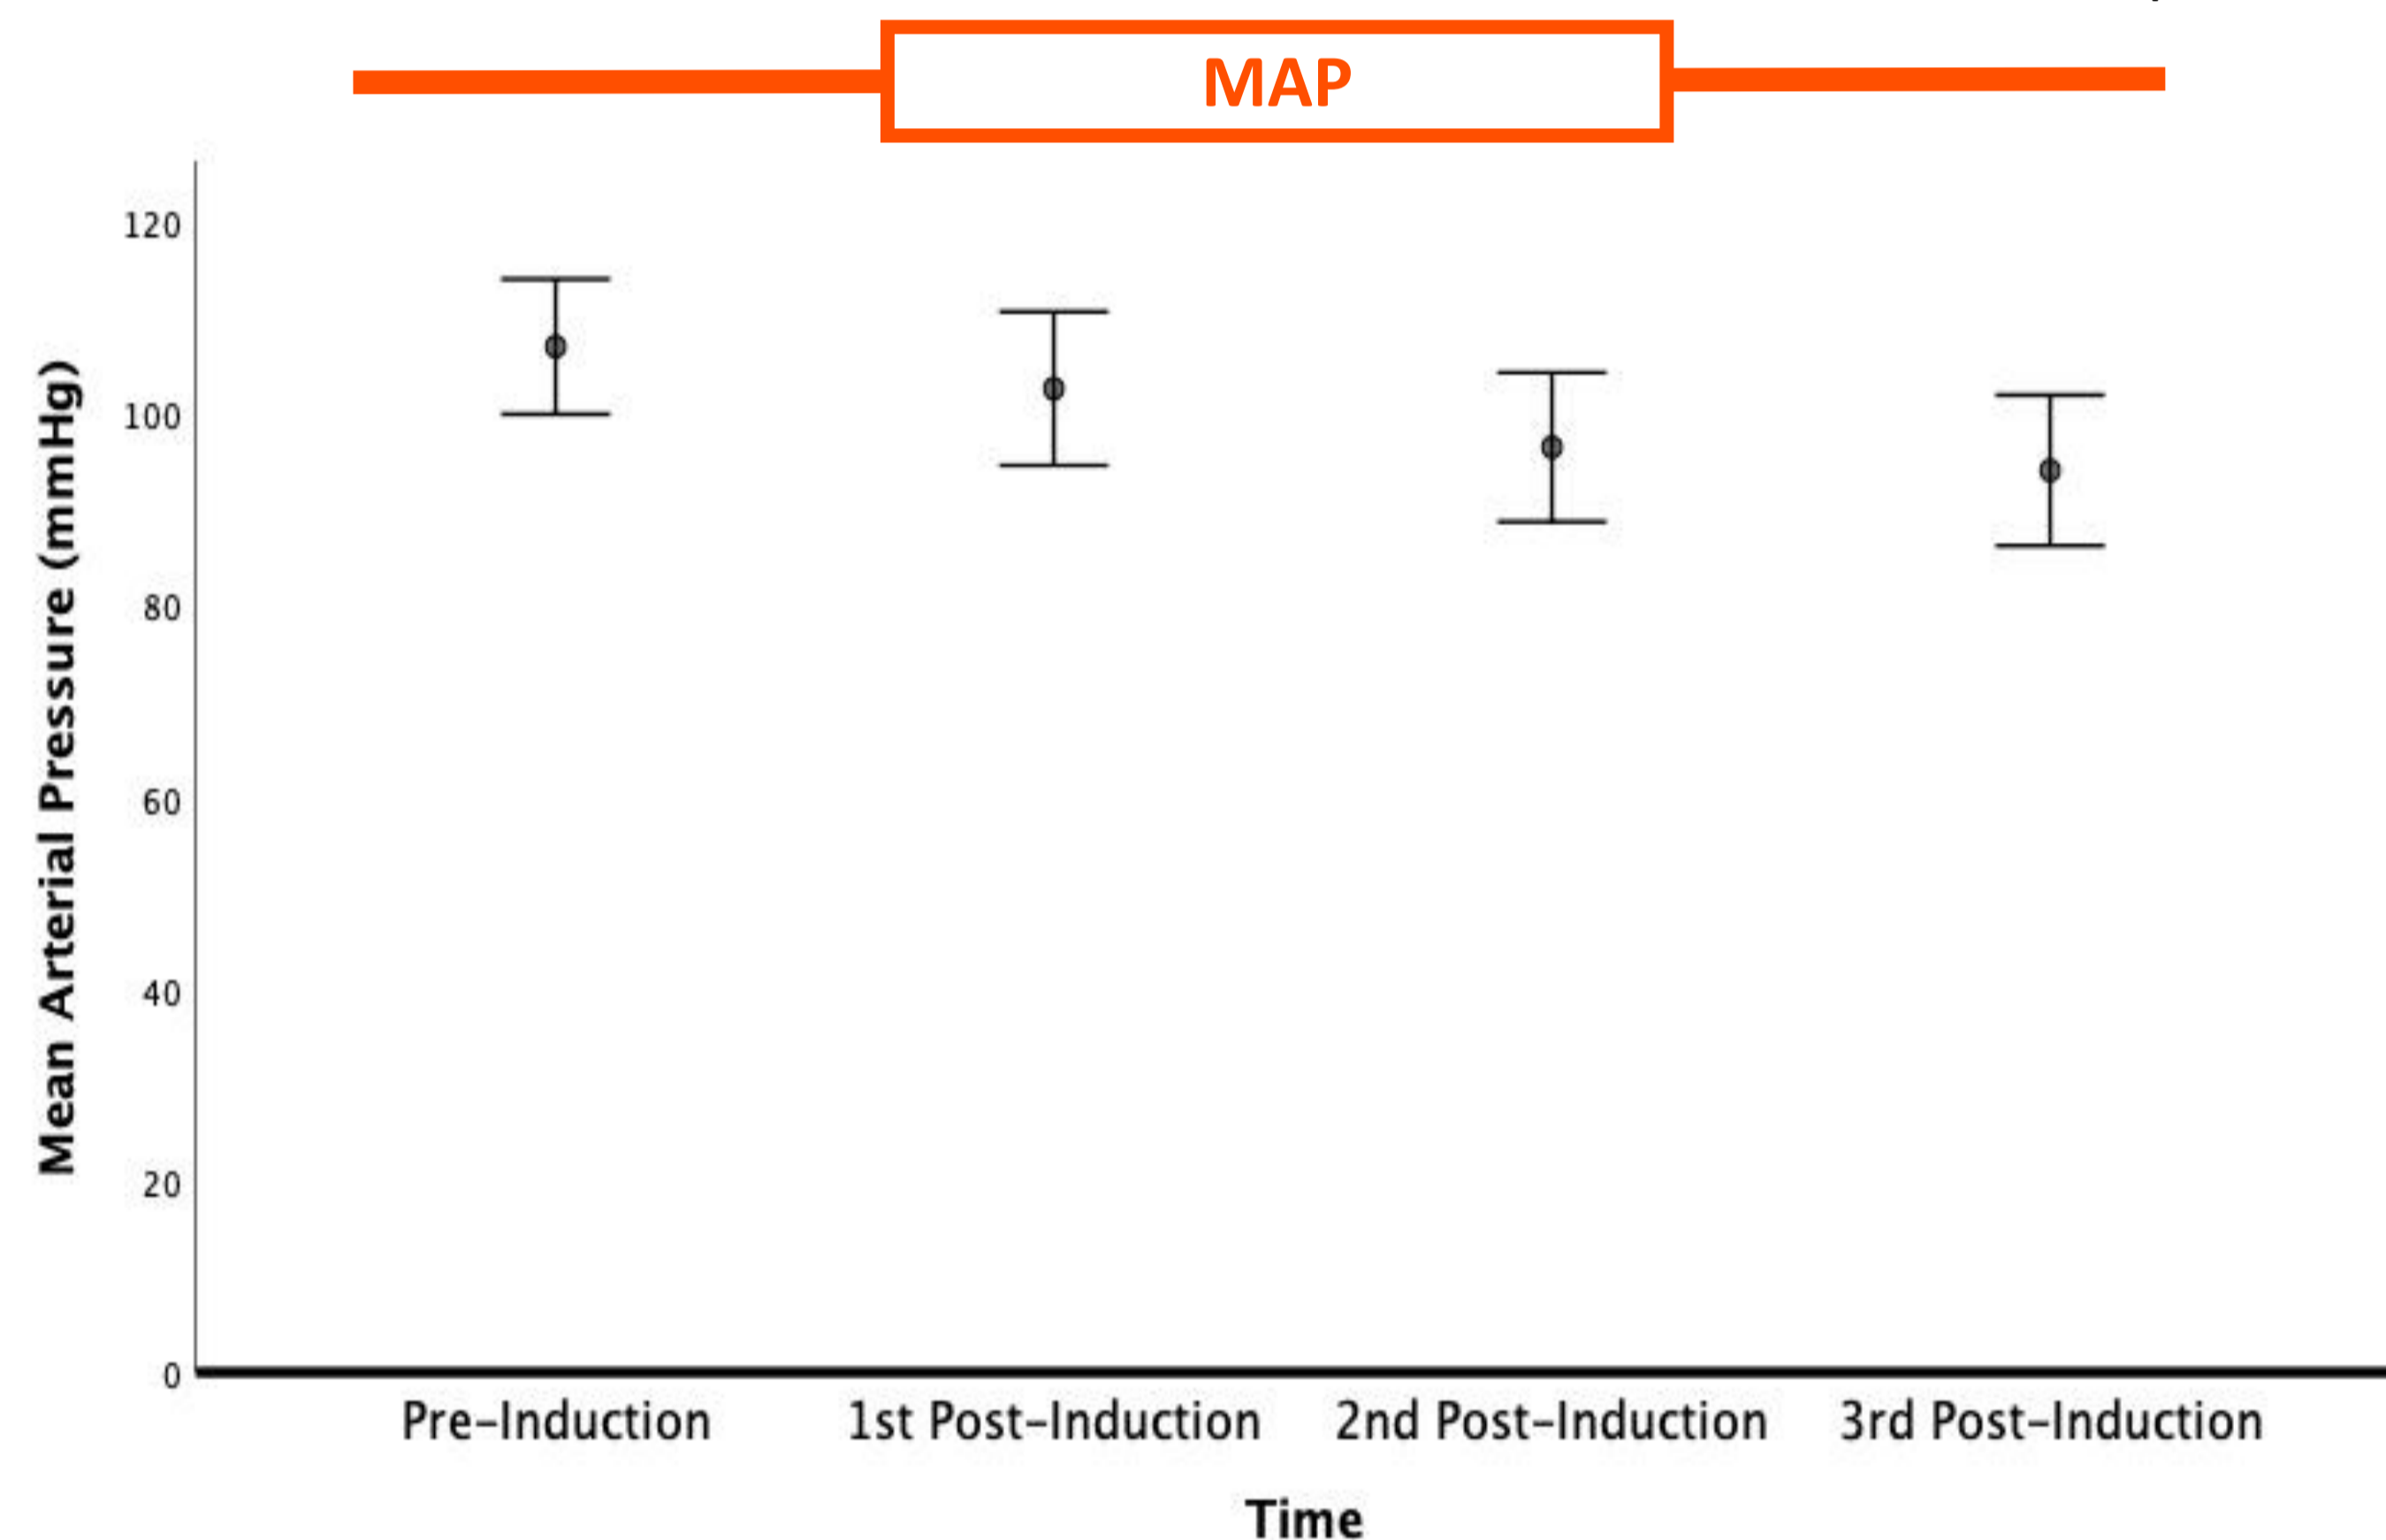 MAP
Mean Arterial Pressure (mmHg)
120
100
80
60
40
20
0
Pre–Induction
1st Post–Induction
2nd Post–Induction
3rd Post–Induction
Time